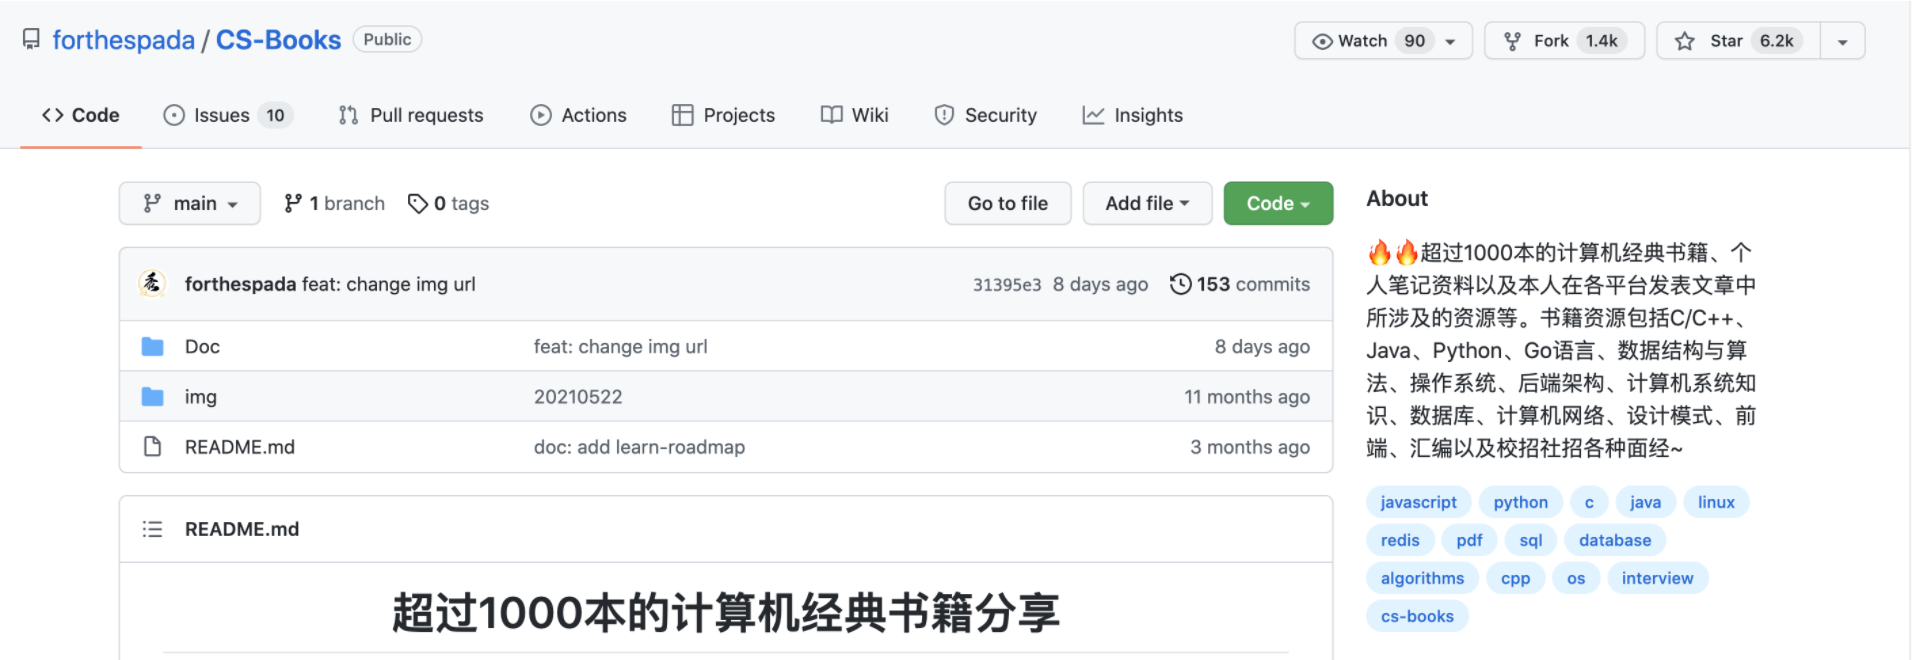 forthespada / CS-Books Public Watch 90 Fork 1.4k Star 6.2k
Code Issues 10 Pull requests Actions Projects Wiki Security Insights
main 1 branch 0 tags Go to file Add file Code
forthespada feat: change img url 31395e3 8 days ago 153 commits
Doc feat: change img url 8 days ago
img 20210522 11 months ago
README.md doc: add learn-roadmap 3 months ago
README.md
超过1000本的计算机经典书籍分享
About
🔥🔥超过1000本的计算机经典书籍、个
人笔记资料以及本人在各平台发表文章中
所涉及的资源等。书籍资源包括C/C++、
Java、Python、Go语言、数据结构与算
法、操作系统、后端架构、计算机系统知
识、数据库、计算机网络、设计模式、前
端、汇编以及校招社招各种面经~
javascript python c java linux
redis pdf sql database
algorithms cpp os interview
cs-books